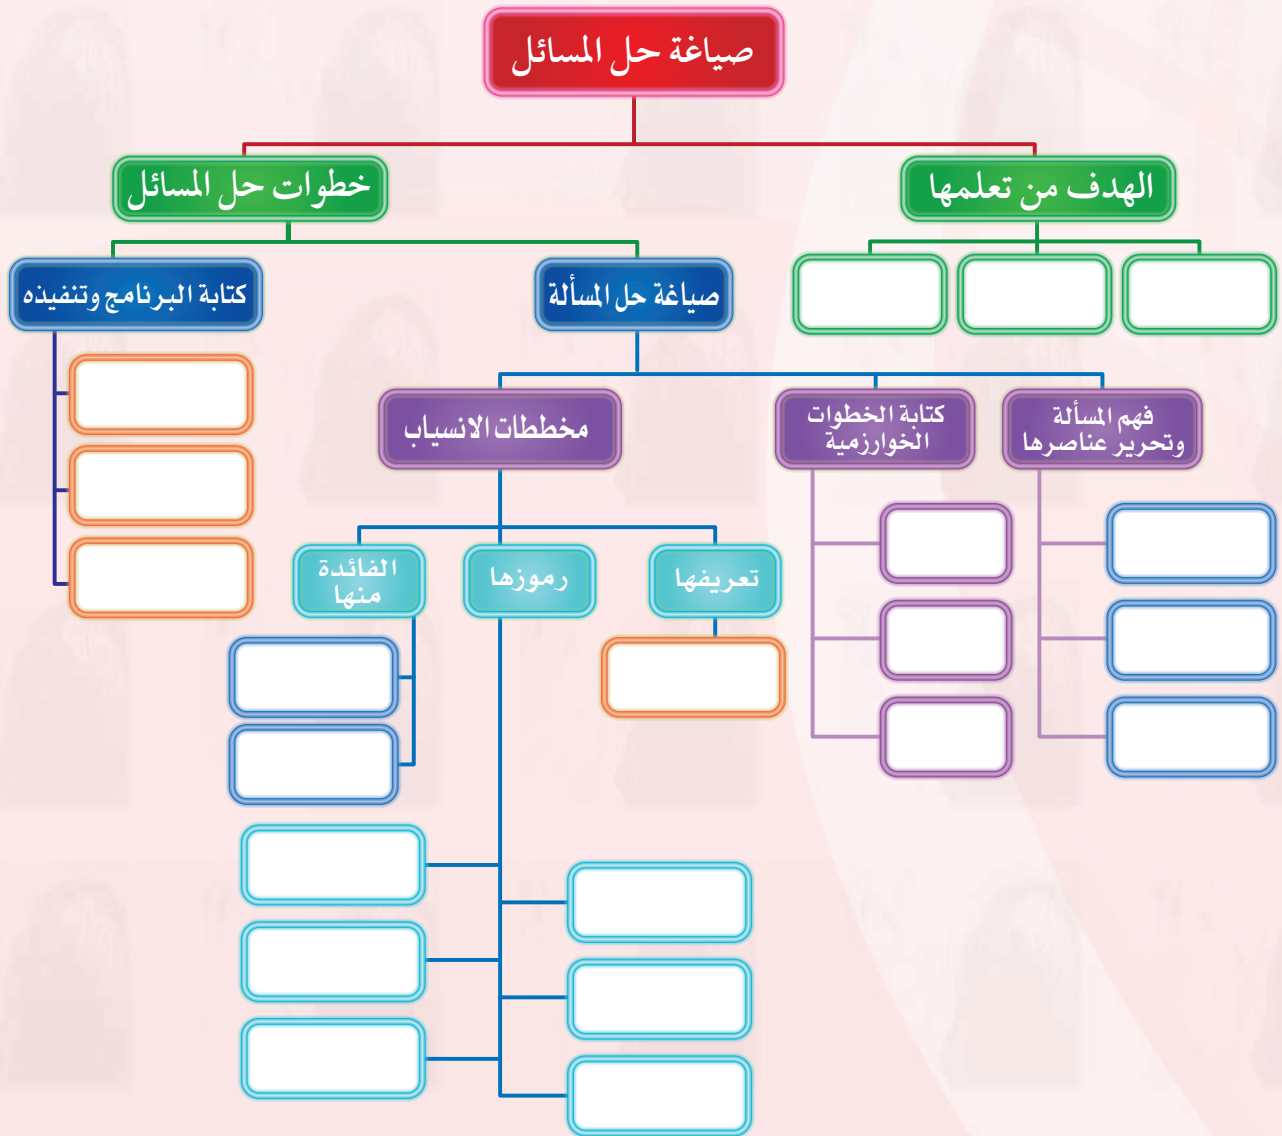 صياغة حل المسائل
الهدف من تعلمها
خطوات حل المسائل
صياغة حل المسألة
كتابة البرنامج وتنفيذه
فهم المسألة
وتحرير عناصرها
كتابة الخطوات
الخوارزمية
مخططات الانسياب
تعريفها
رموزها
الفائدة
منها